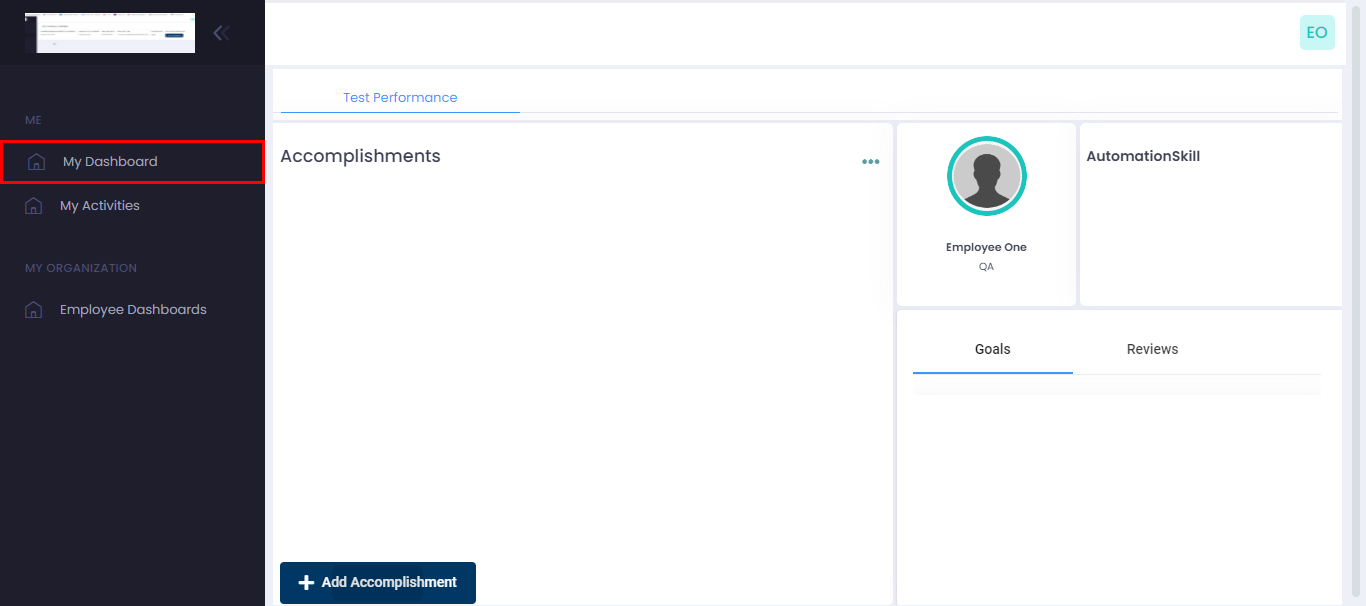 EO
ME
My Dashboard
My Activities
MY ORGANIZATION
Employee Dashboards
Test Performance
Accomplishments
Add Accomplishment
Employee One
QA
AutomationSkill
Goals
Reviews